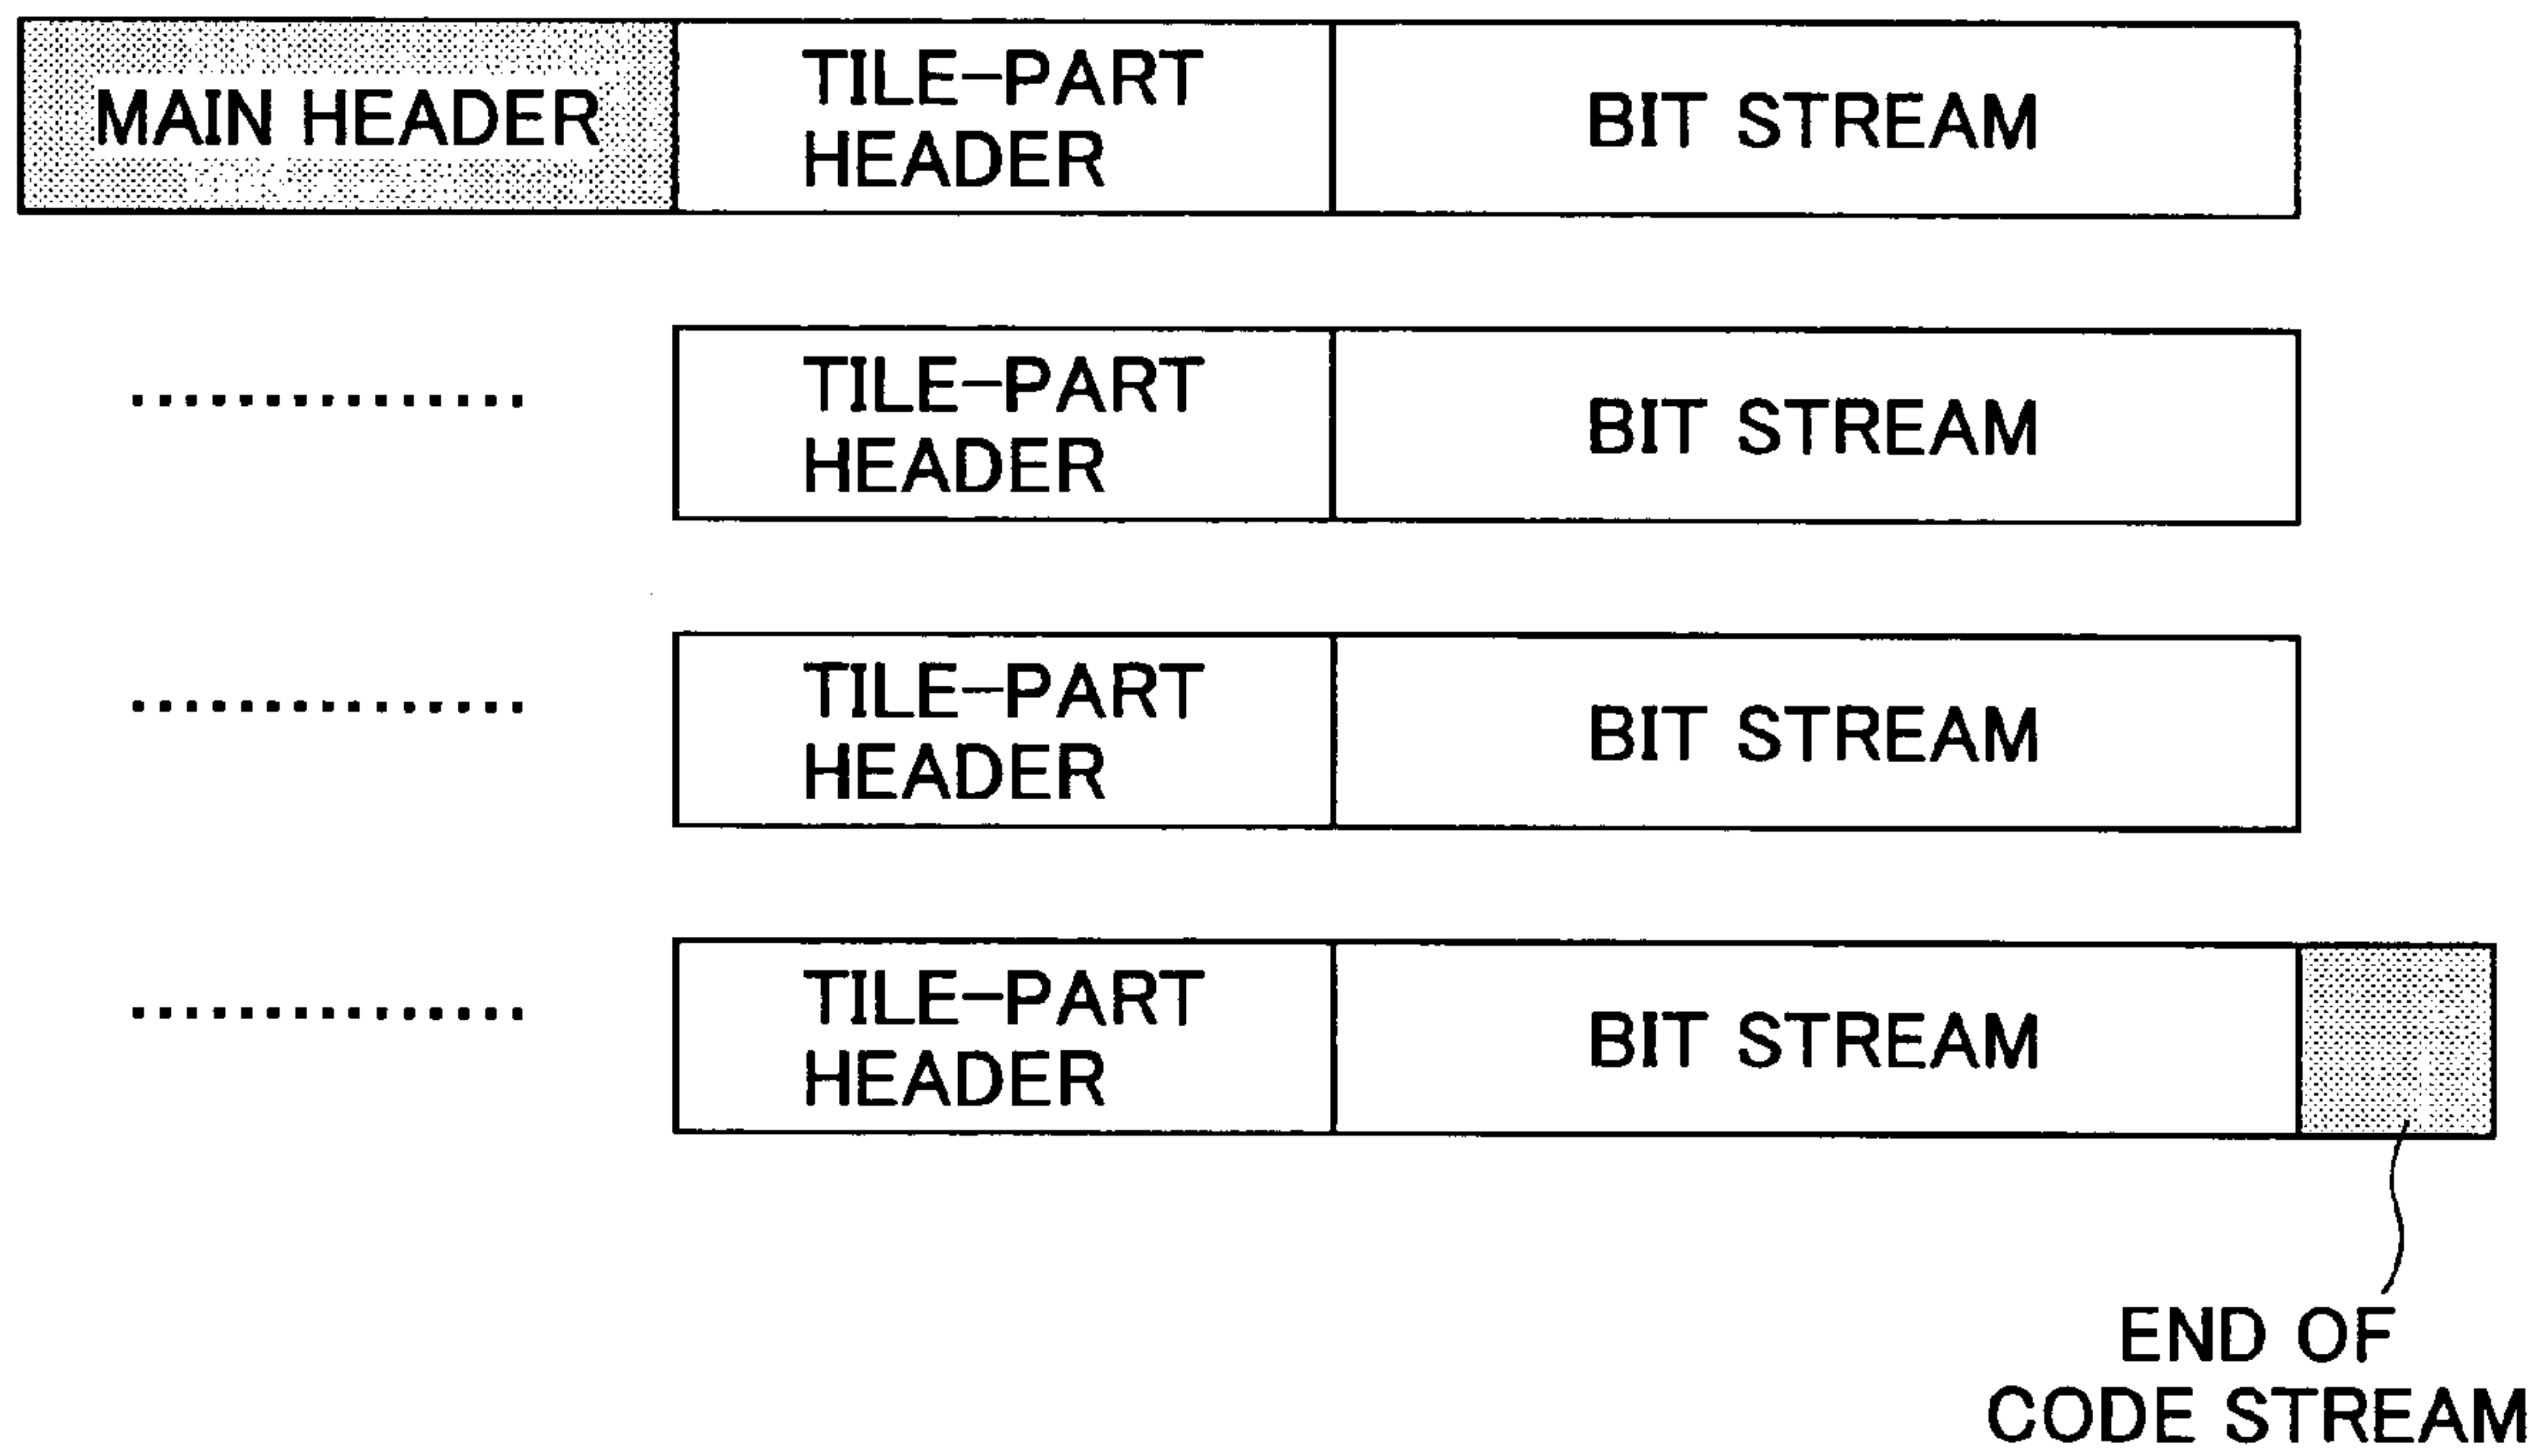 MAIN HEADER
TILE-PART
HEADER
BIT STREAM
..............
TILE-PART
HEADER
BIT STREAM
...............
TILE-PART
HEADER
BIT STREAM
...............
TILE-PART
HEADER
BIT STREAM
END OF
CODE STREAM